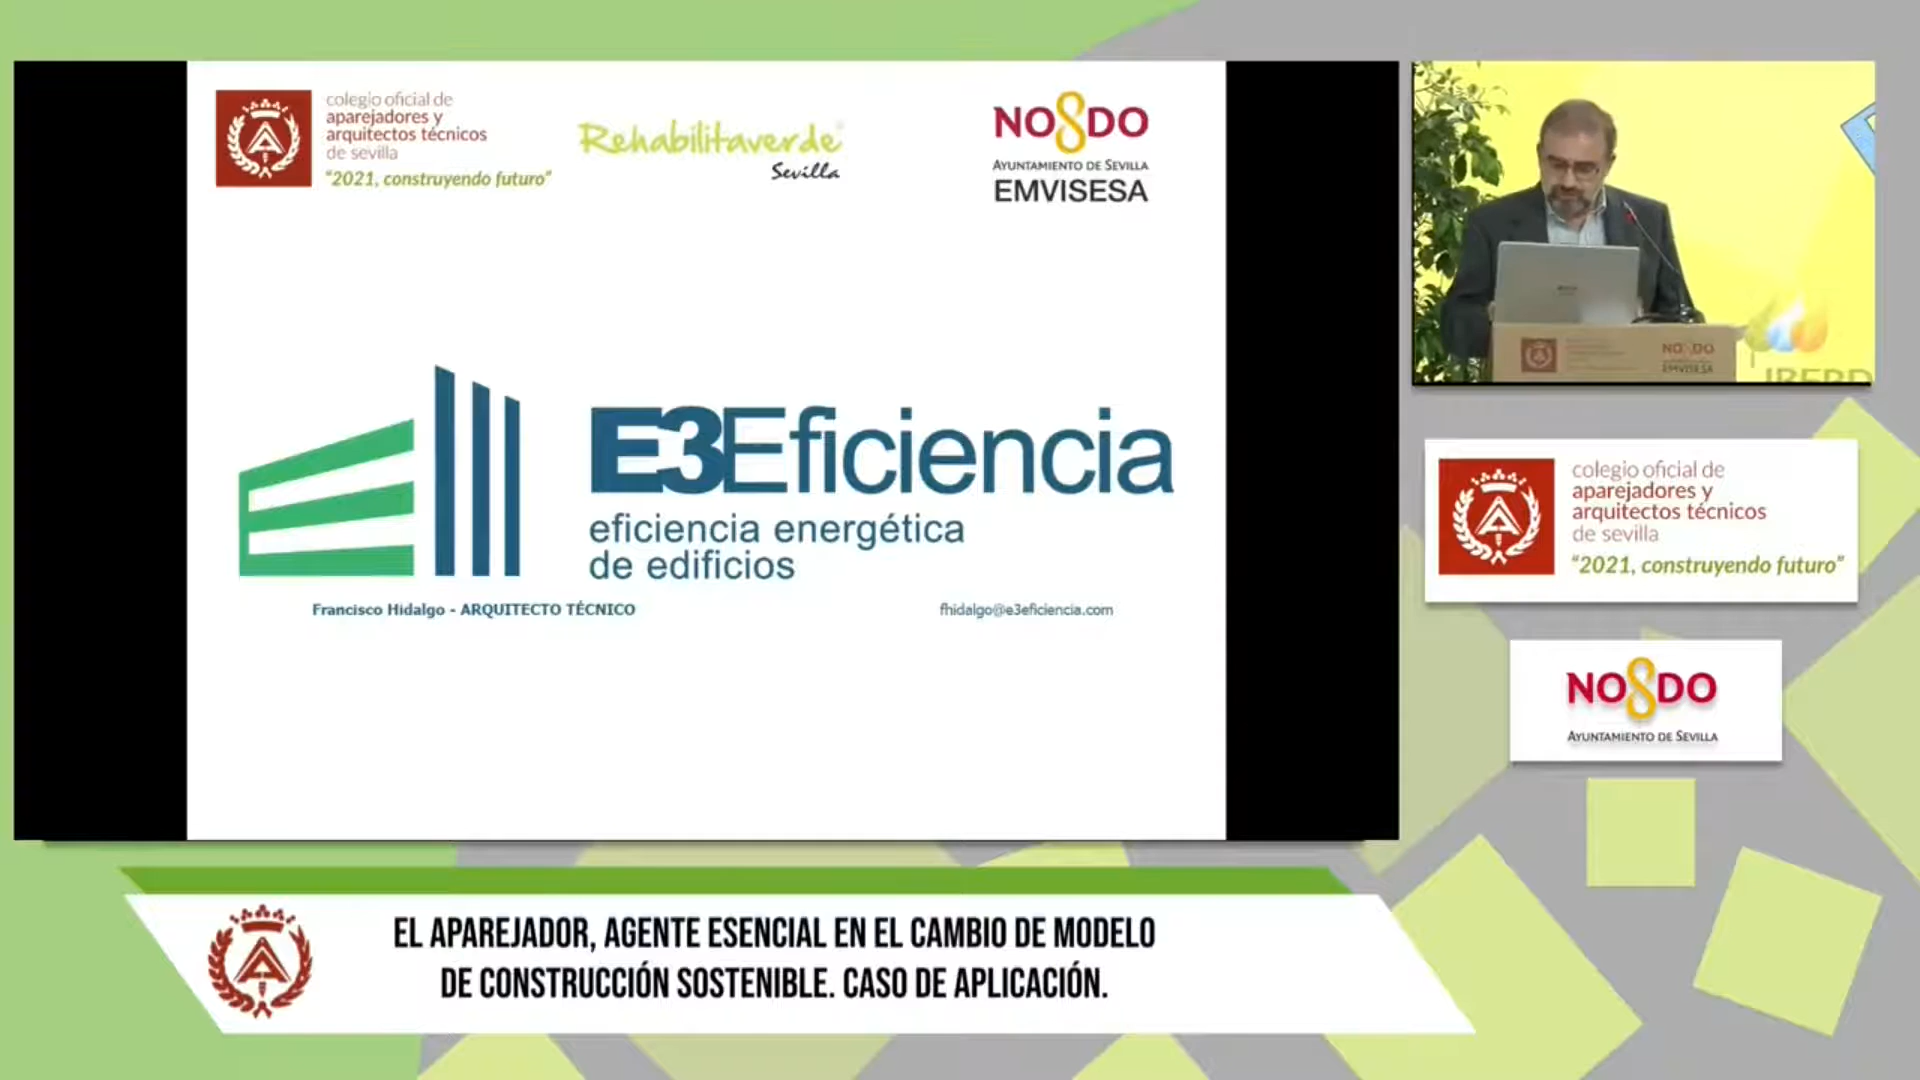 colegio oficial de
aparejadores y
arquitectos técnicos
de sevilla
"2021, construyendo futuro"
Rehabilitaverde
Sevilla
NO8DO
AYUNTAMIENTO DE SEVILLA
EMVISESA
E3Eficiencia
eficiencia energética
de edificios
Francisco Hidalgo - ARQUITECTO TÉCNICO
fhidalgo@e3eficiencia.com
NO8DO
EMVISESA
IBERD
colegio oficial de
aparejadores y
arquitectos técnicos
de sevilla
"2021, construyendo futuro"
NO8DO
AYUNTAMIENTO DE SEVILLA
EL APAREJADOR, AGENTE ESENCIAL EN EL CAMBIO DE MODELO
DE CONSTRUCCIÓN SOSTENIBLE. CASO DE APLICACIÓN.